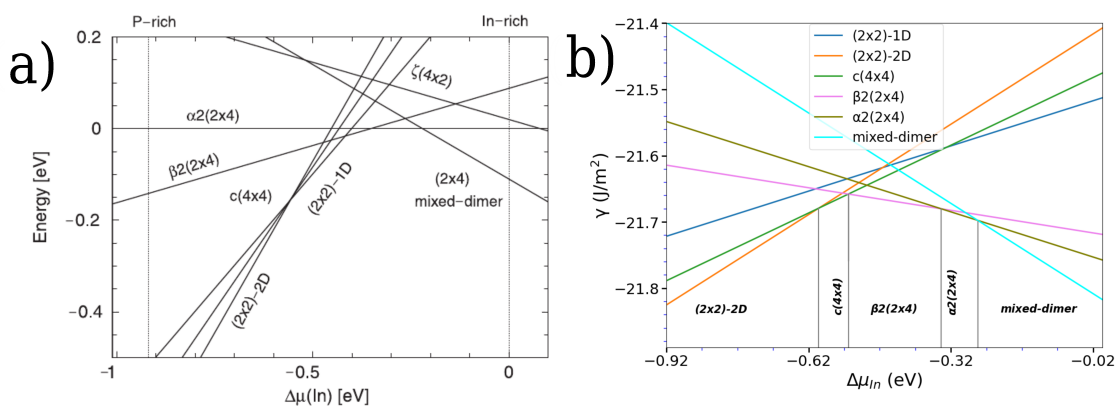 a)
P-rich
In-rich
0.2
0
-0.2
-0.4
Energy [eV]
ζ(4x2)
α2(2x4)
β2(2x4)
c(4x4)
(2x2)-1D
(2x4)
mixed-dimer
(2x2)-2D
-1
-0.5
0
Δμ(In) [eV]
b)
−21.4
−21.5
−21.6
−21.7
−21.8
γ (J/m²)
(2x2)-1D
(2x2)-2D
c(4x4)
β2(2x4)
α2(2x4)
mixed-dimer
(2x2)-2D
c(4x4)
β2(2x4)
α2(2x4)
mixed-dimer
−0.92
−0.62
−0.32
−0.02
Δμ_In (eV)